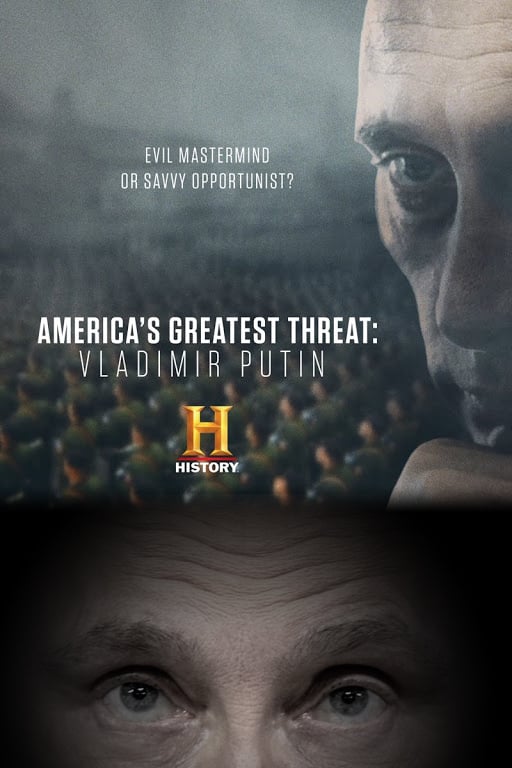 EVIL MASTERMIND
OR SAVVY OPPORTUNIST?
AMERICA'S GREATEST THREAT:
VLADIMIR PUTIN
H
HISTORY